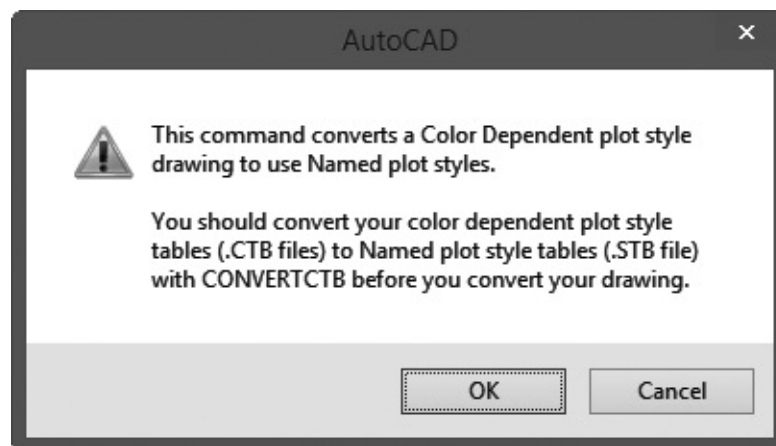 AutoCAD
This command converts a Color Dependent plot style
drawing to use Named plot styles.
You should convert your color dependent plot style
tables (.CTB files) to Named plot style tables (.STB file)
with CONVERTCTB before you convert your drawing.
OK Cancel